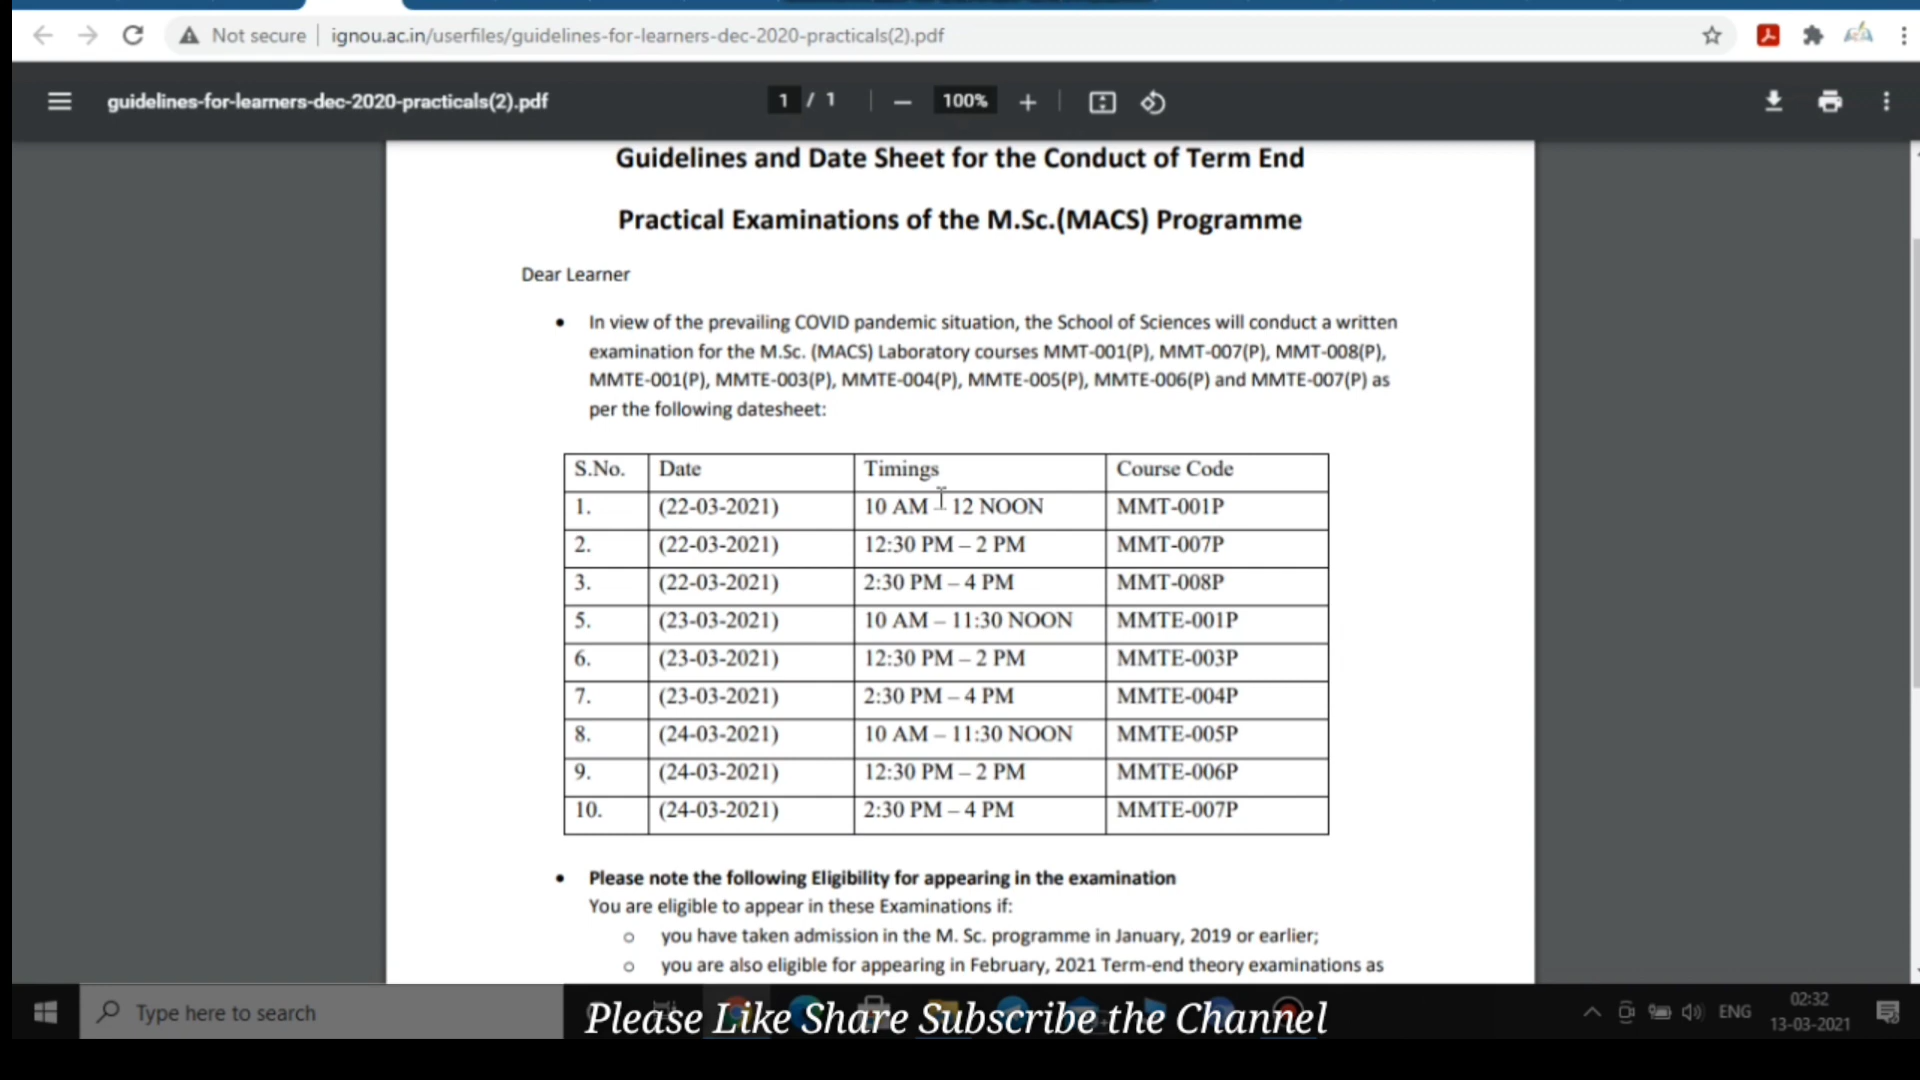 Not secure ignou.ac.in/userfiles/guidelines-for-learners-dec-2020-practicals(2).pdf
guidelines-for-learners-dec-2020-practicals(2).pdf 1 / 1 100%
Guidelines and Date Sheet for the Conduct of Term End
Practical Examinations of the M.Sc.(MACS) Programme
Dear Learner
• In view of the prevailing COVID pandemic situation, the School of Sciences will conduct a written
examination for the M.Sc. (MACS) Laboratory courses MMT-001(P), MMT-007(P), MMT-008(P),
MMTE-001(P), MMTE-003(P), MMTE-004(P), MMTE-005(P), MMTE-006(P) and MMTE-007(P) as
per the following datesheet:
S.No. Date Timings Course Code
1. (22-03-2021) 10 AM – 12 NOON MMT-001P
2. (22-03-2021) 12:30 PM – 2 PM MMT-007P
3. (22-03-2021) 2:30 PM – 4 PM MMT-008P
5. (23-03-2021) 10 AM – 11:30 NOON MMTE-001P
6. (23-03-2021) 12:30 PM – 2 PM MMTE-003P
7. (23-03-2021) 2:30 PM – 4 PM MMTE-004P
8. (24-03-2021) 10 AM – 11:30 NOON MMTE-005P
9. (24-03-2021) 12:30 PM – 2 PM MMTE-006P
10. (24-03-2021) 2:30 PM – 4 PM MMTE-007P
• Please note the following Eligibility for appearing in the examination
You are eligible to appear in these Examinations if:
o you have taken admission in the M. Sc. programme in January, 2019 or earlier;
o you are also eligible for appearing in February, 2021 Term-end theory examinations as
Type here to search
Please Like Share Subscribe the Channel
ENG
02:32
13-03-2021